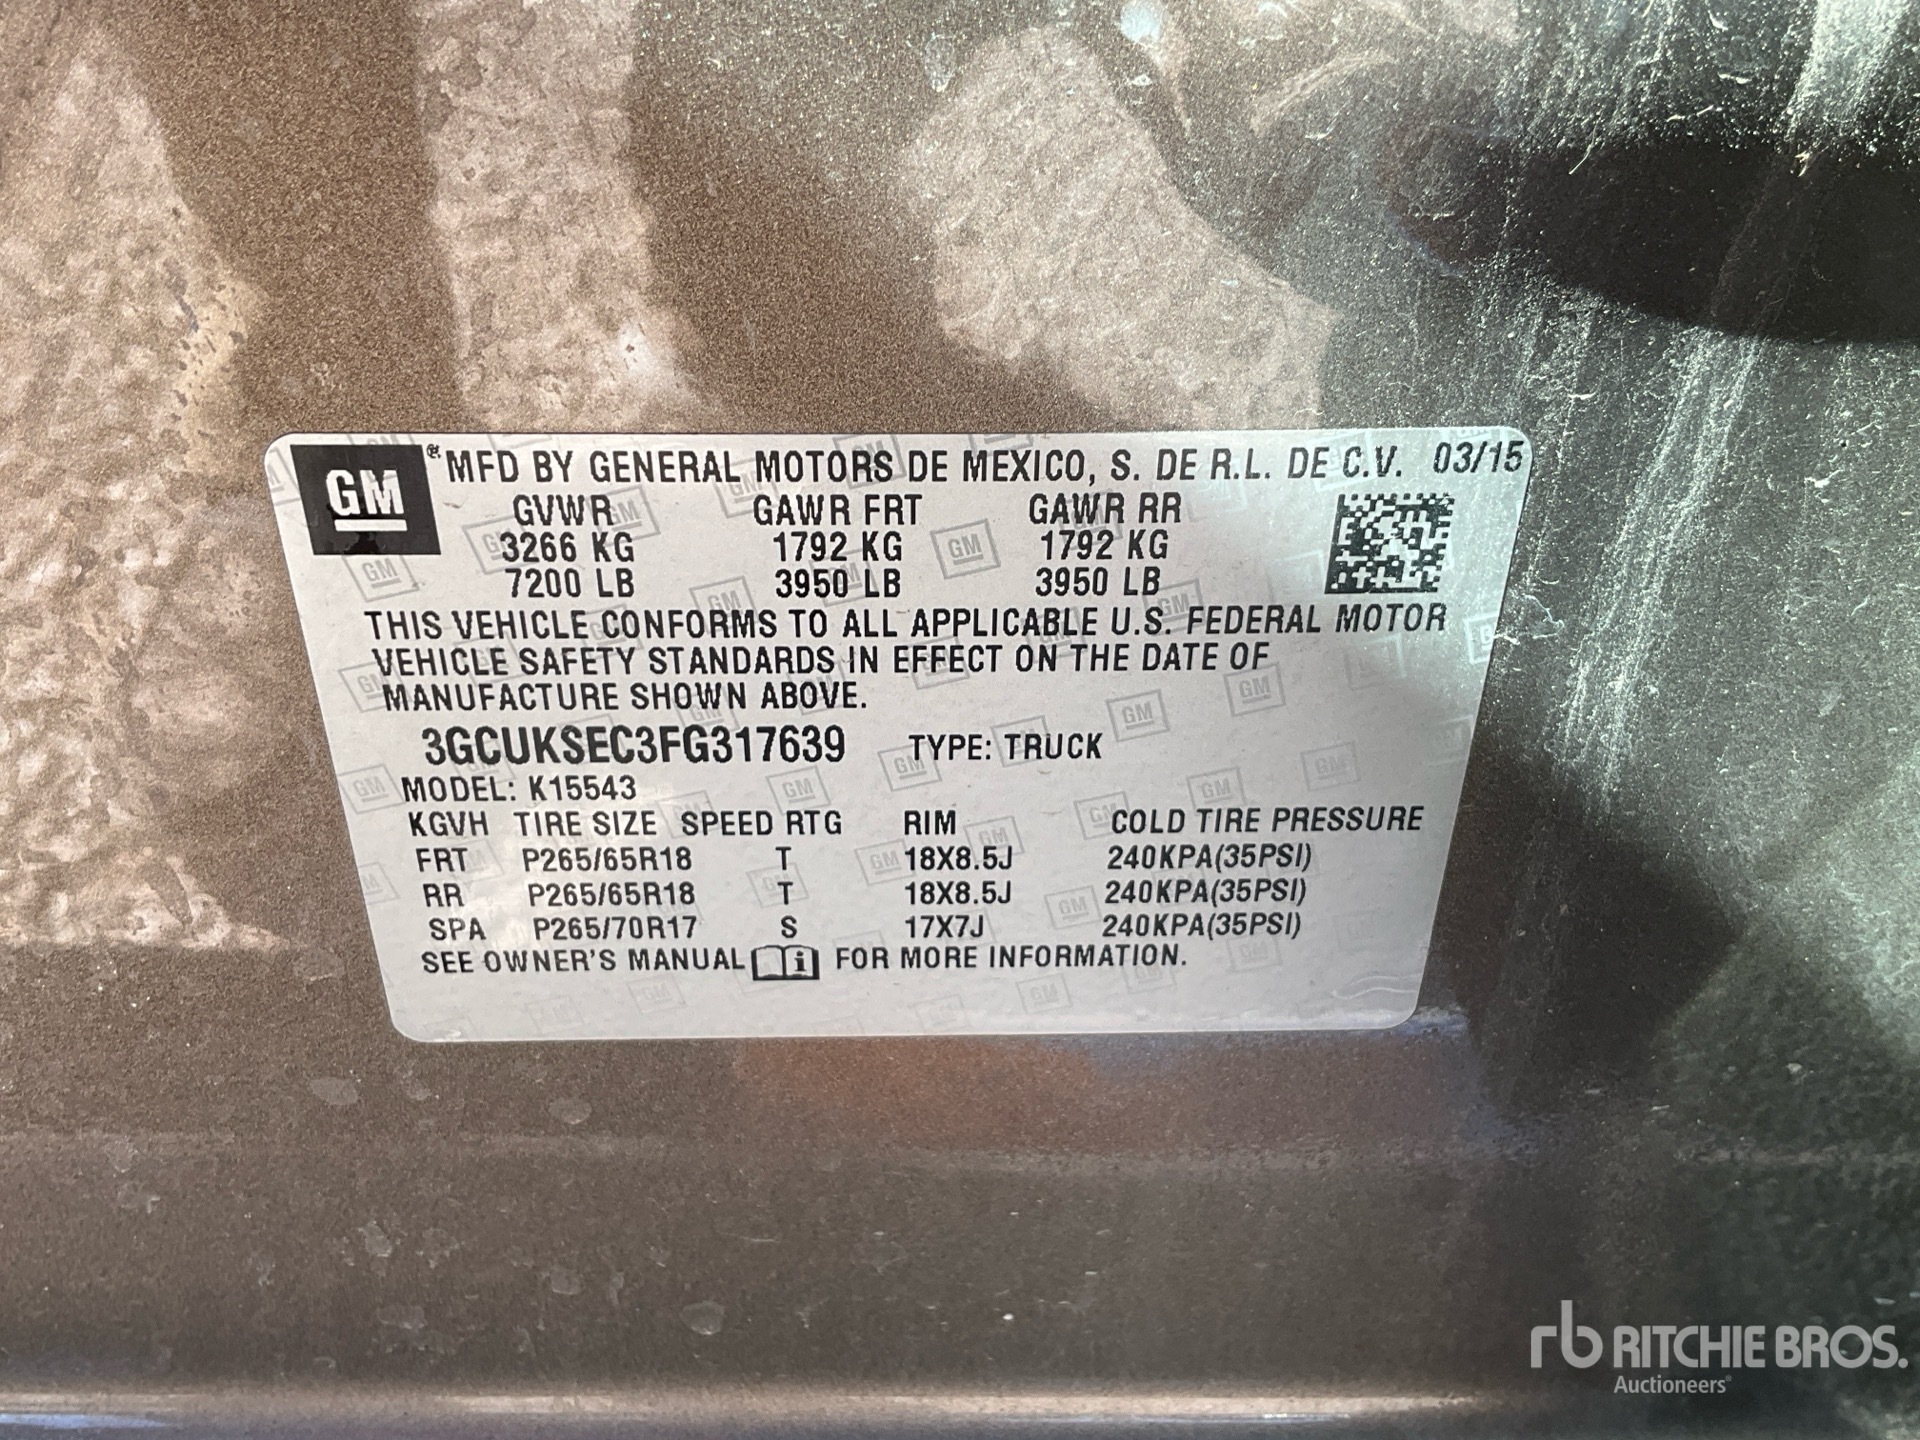 GM ® MFD BY GENERAL MOTORS DE MEXICO, S. DE R.L. DE C.V. 03/15
GVWR GAWR FRT GAWR RR
3266 KG 1792 KG 1792 KG
7200 LB 3950 LB 3950 LB
THIS VEHICLE CONFORMS TO ALL APPLICABLE U.S. FEDERAL MOTOR
VEHICLE SAFETY STANDARDS IN EFFECT ON THE DATE OF
MANUFACTURE SHOWN ABOVE.
3GCUKSEC3FG317639 TYPE: TRUCK
MODEL: K15543
KGVH TIRE SIZE SPEED RTG RIM COLD TIRE PRESSURE
FRT P265/65R18 T 18X8.5J 240KPA(35PSI)
RR P265/65R18 T 18X8.5J 240KPA(35PSI)
SPA P265/70R17 S 17X7J 240KPA(35PSI)
SEE OWNER'S MANUAL i FOR MORE INFORMATION.
rb RITCHIE BROS.
Auctioneers®